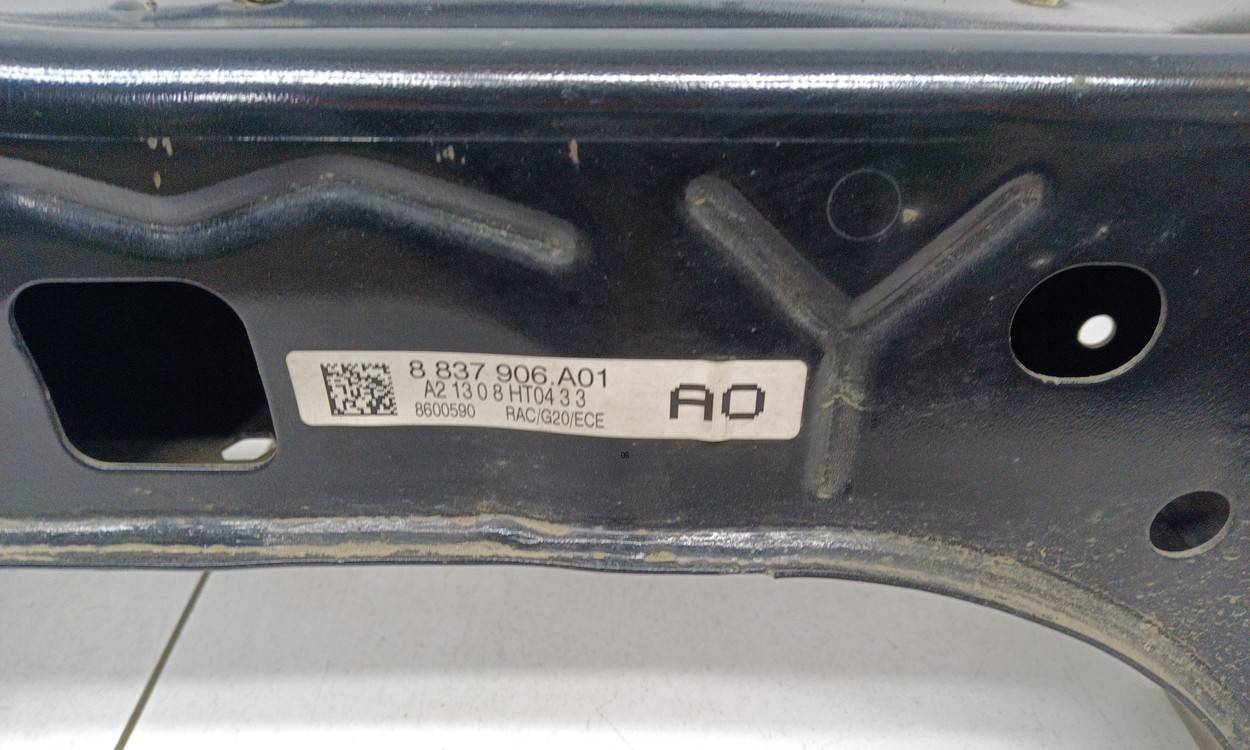 8 837 906.A01
A2 13 0 8 HT04 3 3
8600590 RAC/G20/ECE
A0